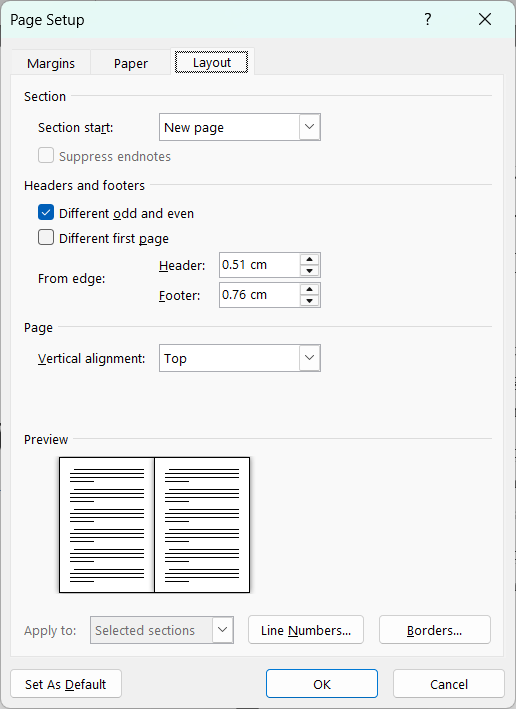 Page Setup
?
Margins
Paper
Layout
Section
Section start: New page
Suppress endnotes
Headers and footers
Different odd and even
Different first page
From edge:
Header: 0.51 cm
Footer: 0.76 cm
Page
Vertical alignment: Top
Preview
Apply to: Selected sections
Line Numbers...
Borders...
Set As Default
OK
Cancel